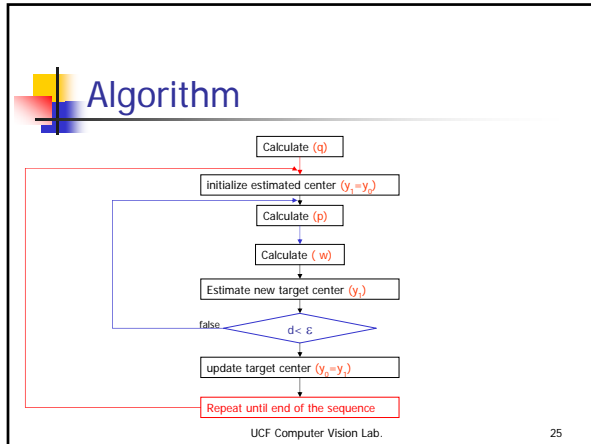 Algorithm
Calculate (q)
initialize estimated center (y₁=y₀)
Calculate (p)
Calculate ( w)
Estimate new target center (y₁)
false
d< ε
update target center (y₀=y₁)
Repeat until end of the sequence
UCF Computer Vision Lab.
25